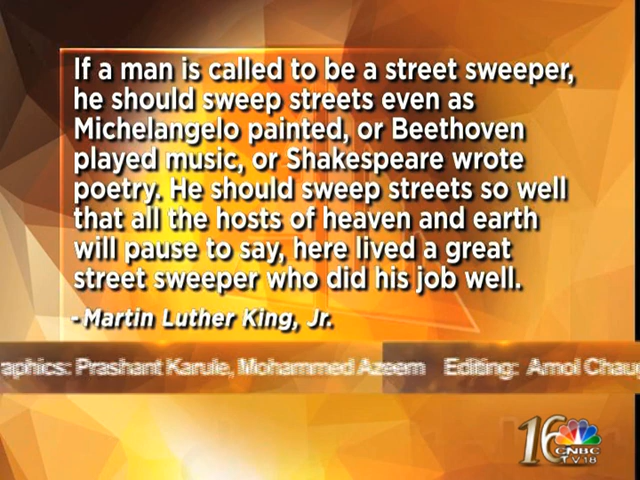 If a man is called to be a street sweeper,
he should sweep streets even as
Michelangelo painted, or Beethoven
played music, or Shakespeare wrote
poetry. He should sweep streets so well
that all the hosts of heaven and earth
will pause to say, here lived a great
street sweeper who did his job well.
- Martin Luther King, Jr.
aphics: Prashant Karule, Mohammed Azeem Editing: Amol Chau
16 CNBC
TV18